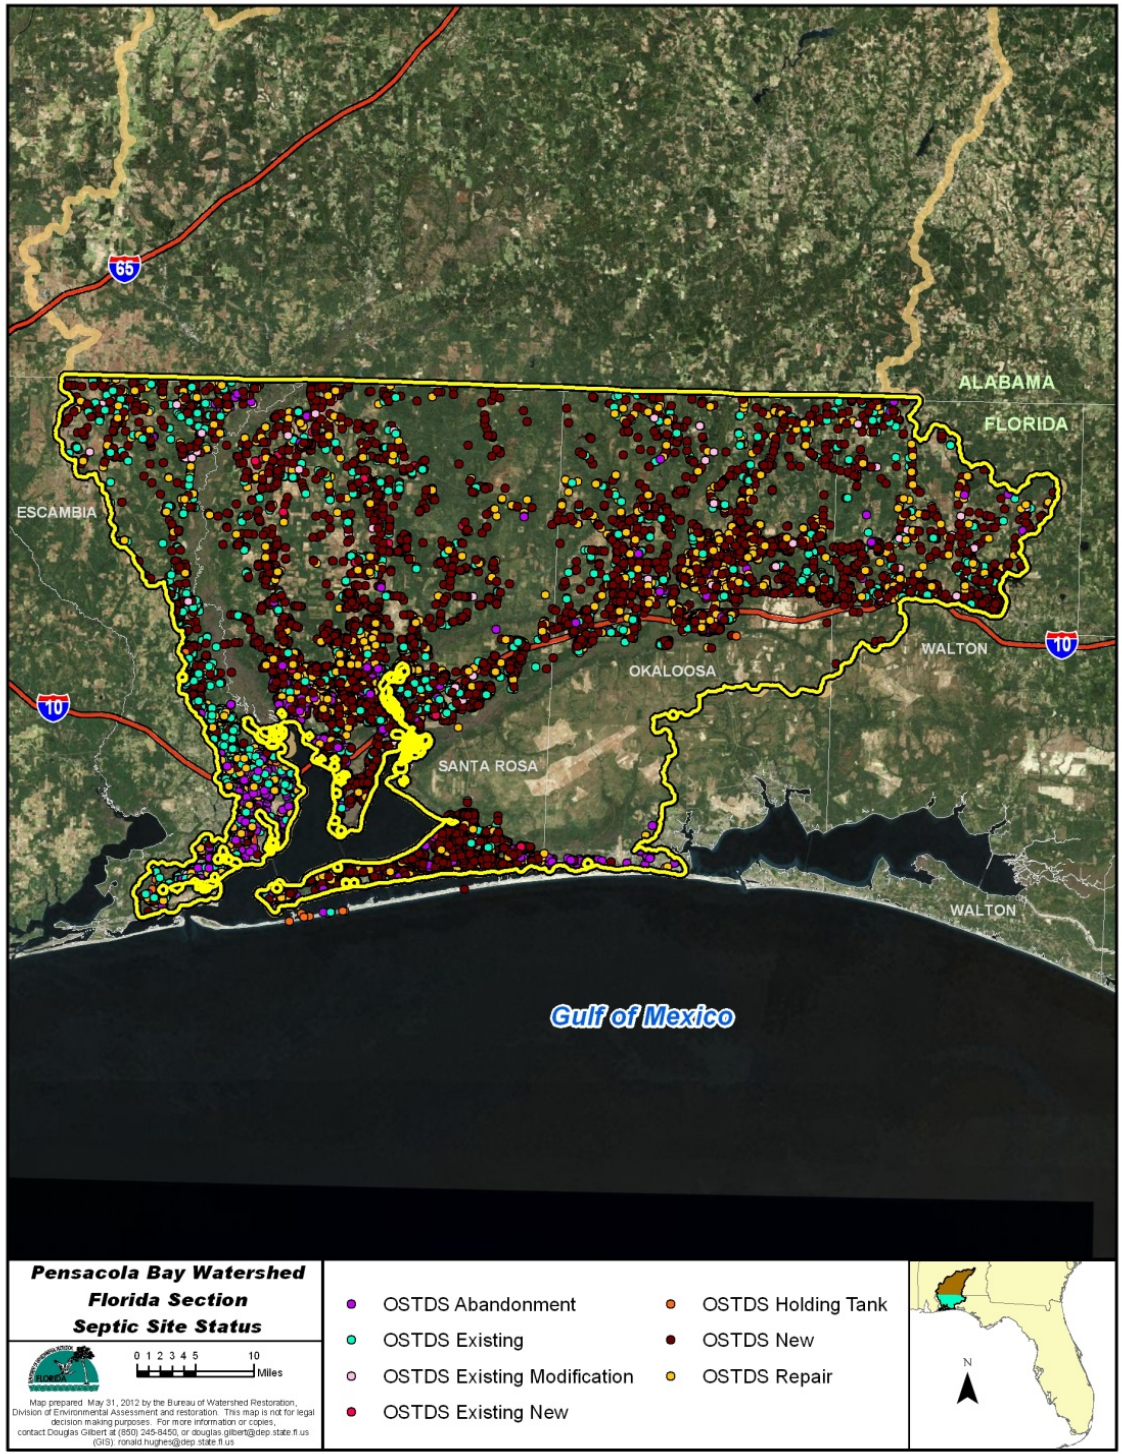 65
ALABAMA
FLORIDA
ESCAMBIA
10
WALTON
OKALOOSA
10
SANTA ROSA
WALTON
Gulf of Mexico
Pensacola Bay Watershed
Florida Section
Septic Site Status
FLORIDA
0 1 2 3 4 5 10
Miles
Map prepared May 31, 2012 by the Bureau of Watershed Restoration,
Division of Environmental Assessment and restoration. This map is not for legal
decision making purposes. For more information or copies,
contact Douglas Gilbert at (850) 245-8450, or douglas.gilbert@dep.state.fl.us
(GIS): ronald.hughes@dep.state.fl.us
OSTDS Abandonment
OSTDS Existing
OSTDS Existing Modification
OSTDS Existing New
OSTDS Holding Tank
OSTDS New
OSTDS Repair
N